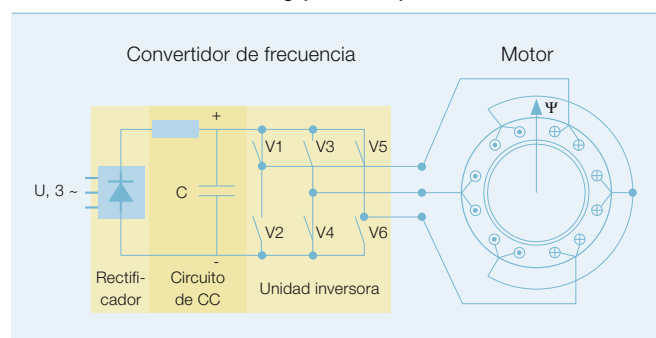 Convertidor de frecuencia
Motor
+
Ψ
V1
V3
V5
U, 3 ~
C
V2
V4
V6
-
Rectifi-
cador
Circuito
de CC
Unidad inversora